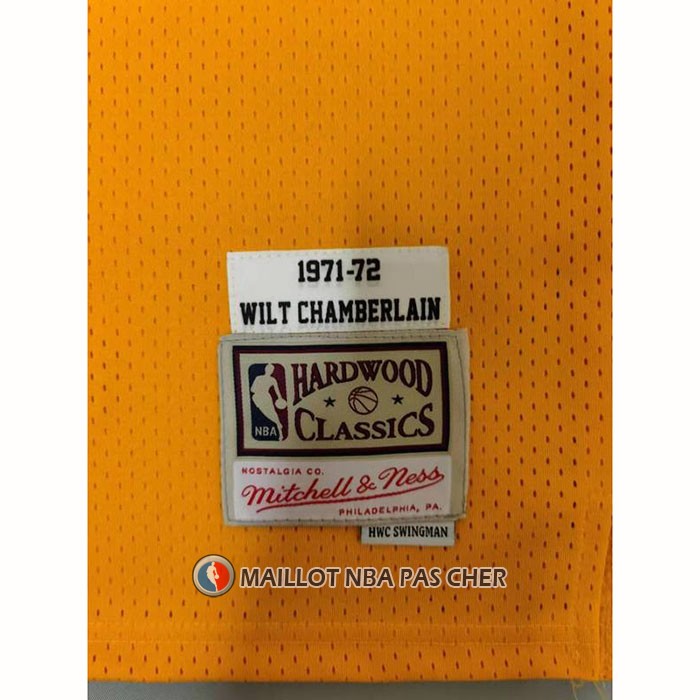 1971-72
WILT CHAMBERLAIN
HARDWOOD
NBA
CLASSICS
NOSTALGIA CO.
Mitchell & Ness
PHILADELPHIA, PA.
HWC SWINGMAN
MAILLOT NBA PAS CHER